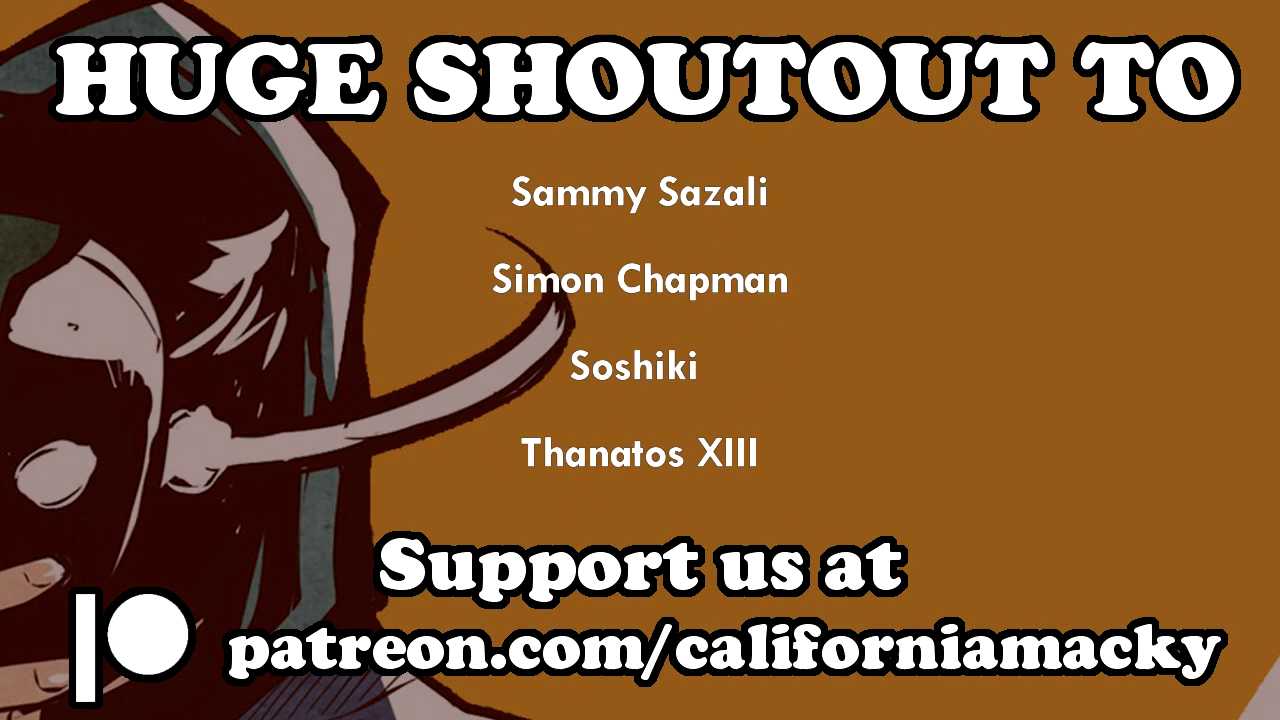 HUGE SHOUTOUT TO
Sammy Sazali
Simon Chapman
Soshiki
Thanatos XIII
Support us at
patreon.com/californiamacky